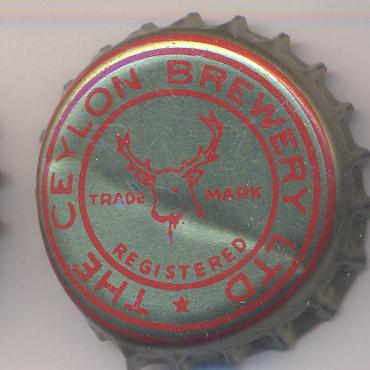 THE CEYLON BREWERY LTD
TRADE MARK
REGISTERED